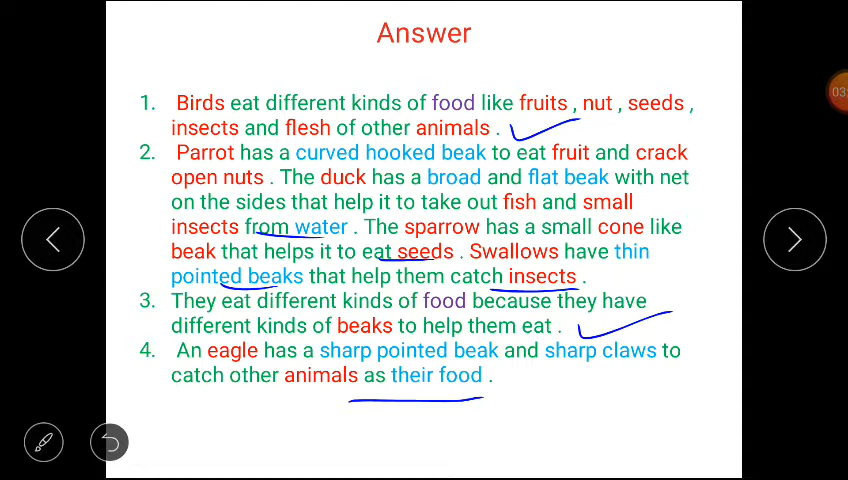 Answer
1. Birds eat different kinds of food like fruits , nut , seeds ,
insects and flesh of other animals .
2. Parrot has a curved hooked beak to eat fruit and crack
open nuts . The duck has a broad and flat beak with net
on the sides that help it to take out fish and small
insects from water . The sparrow has a small cone like
beak that helps it to eat seeds . Swallows have thin
pointed beaks that help them catch insects .
3. They eat different kinds of food because they have
different kinds of beaks to help them eat .
4. An eagle has a sharp pointed beak and sharp claws to
catch other animals as their food .